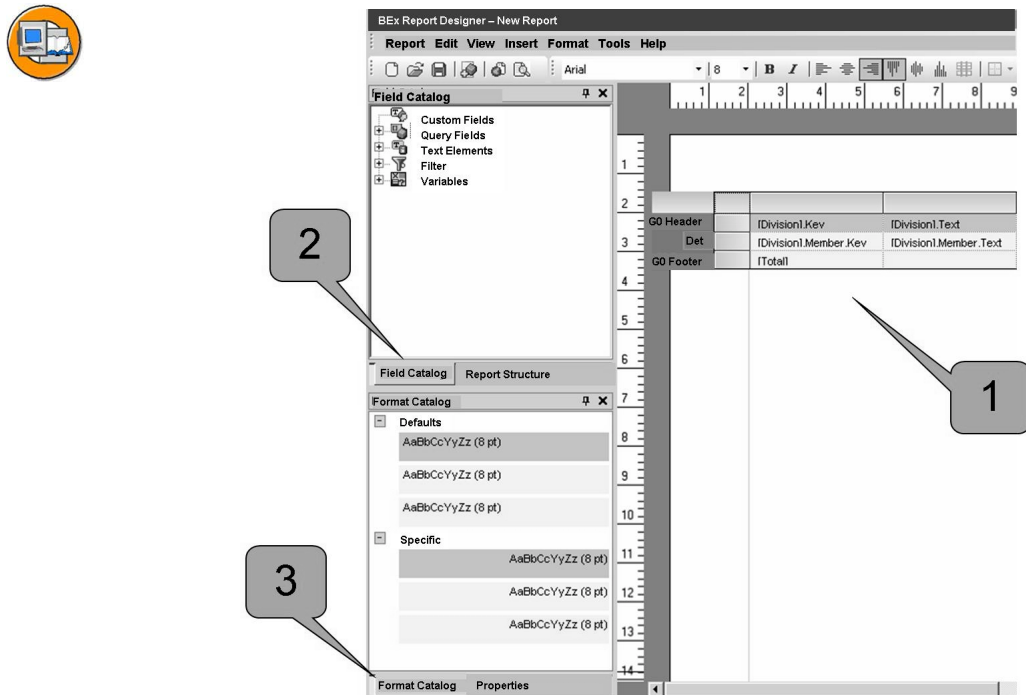 BEx Report Designer – New Report
Report Edit View Insert Format Tools Help
Arial 8 B I
Field Catalog
1 2 3 4 5 6 7 8 9
Custom Fields
Query Fields
Text Elements
Filter
Variables
1
2
3
4
5
6
7
8
9
10
11
12
13
14
G0 Header [Division].Key [Division].Text
Det [Division].Member.Key [Division].Member.Text
G0 Footer [Total]
2
Field Catalog Report Structure
1
Format Catalog
Defaults
AaBbCcYyZz (8 pt)
AaBbCcYyZz (8 pt)
AaBbCcYyZz (8 pt)
Specific
AaBbCcYyZz (8 pt)
AaBbCcYyZz (8 pt)
AaBbCcYyZz (8 pt)
3
Format Catalog Properties